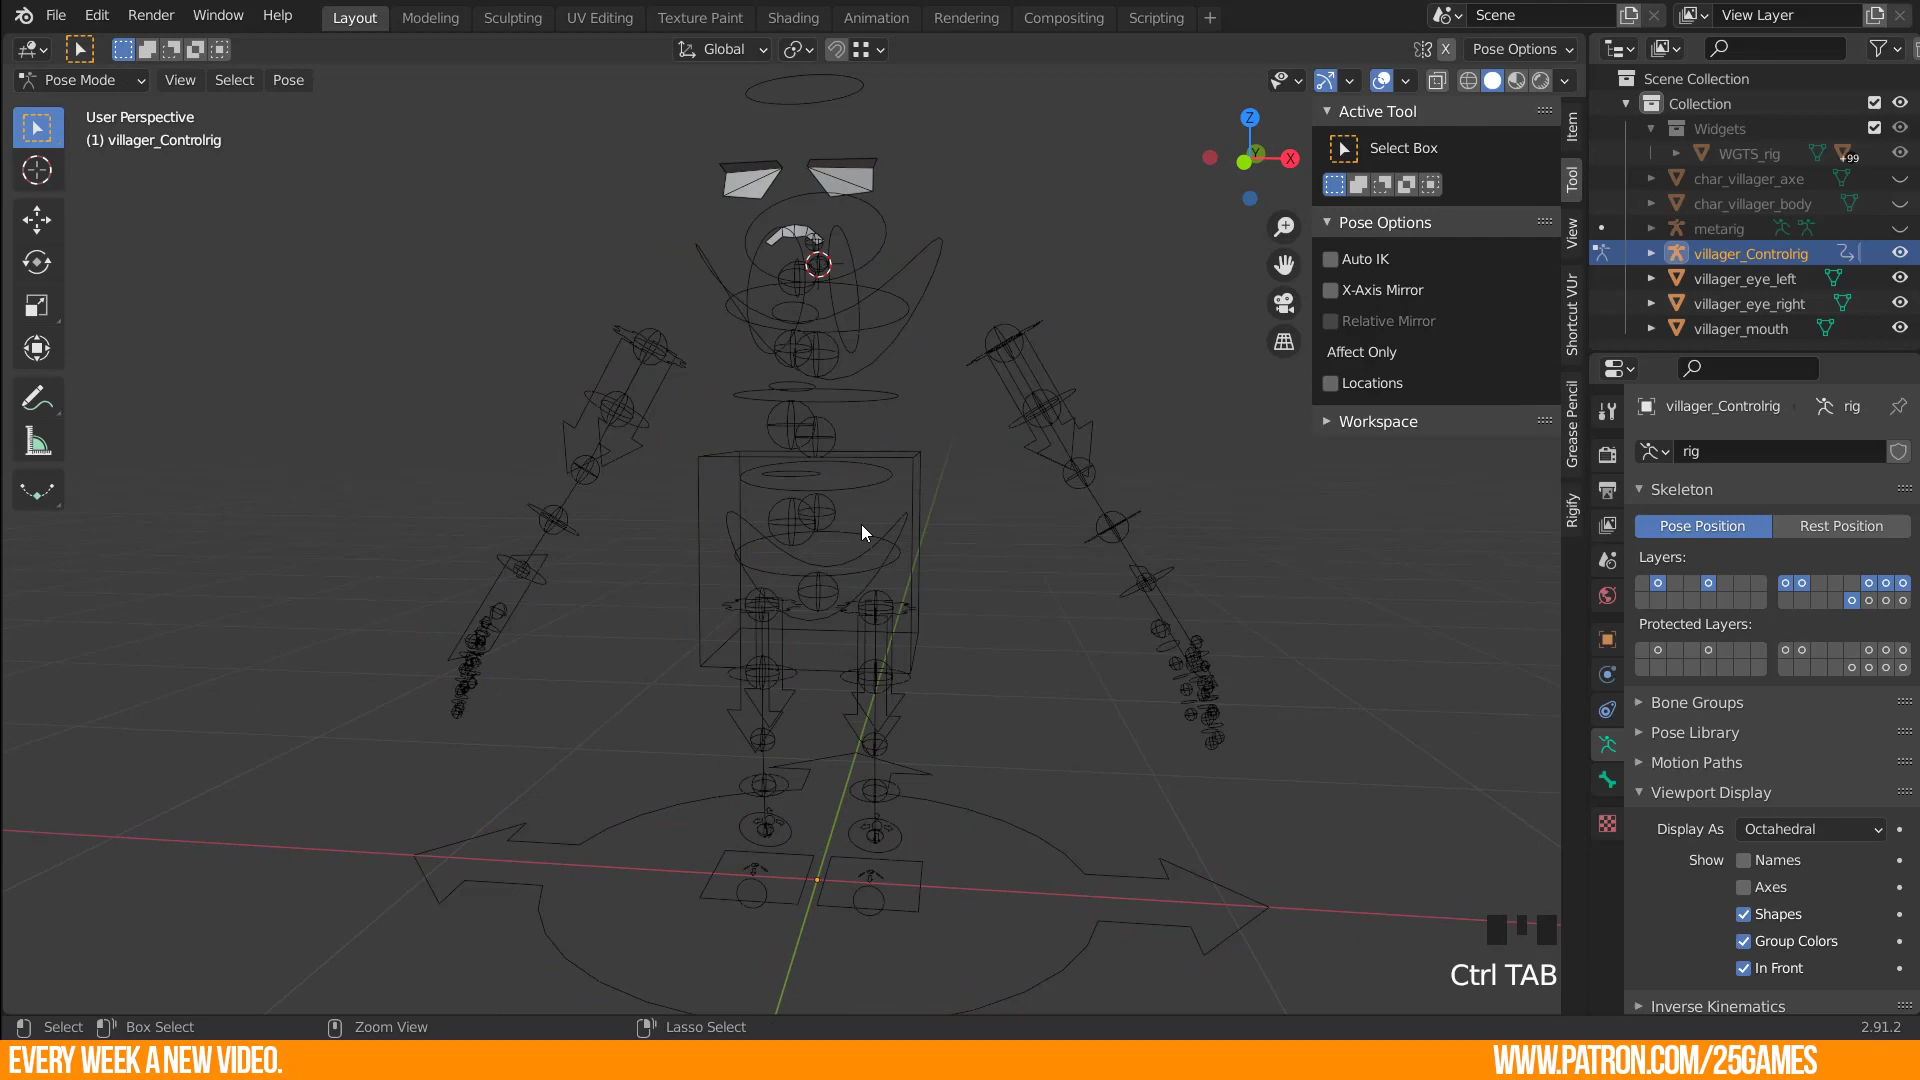 File Edit Render Window Help Layout Modeling Sculpting UV Editing Texture Paint Shading Animation Rendering Compositing Scripting + Scene View Layer
Global Pose Options
Pose Mode View Select Pose
User Perspective
(1) villager_Controlrig
Z
Y
X
Active Tool
Select Box
Pose Options
Auto IK
X-Axis Mirror
Relative Mirror
Affect Only
Locations
Workspace
Item
Tool
View
Shortcut VUr
Grease Pencil
Rigify
Scene Collection
Collection
Widgets
WGTS_rig +99
char_villager_axe
char_villager_body
metarig
villager_Controlrig
villager_eye_left
villager_eye_right
villager_mouth
villager_Controlrig rig
rig
Skeleton
Pose Position Rest Position
Layers:
Protected Layers:
Bone Groups
Pose Library
Motion Paths
Viewport Display
Display As Octahedral
Show Names
Axes
Shapes
Group Colors
In Front
Inverse Kinematics
Ctrl TAB
Select Box Select Zoom View Lasso Select 2.91.2
EVERY WEEK A NEW VIDEO. WWW.PATRON.COM/25GAMES